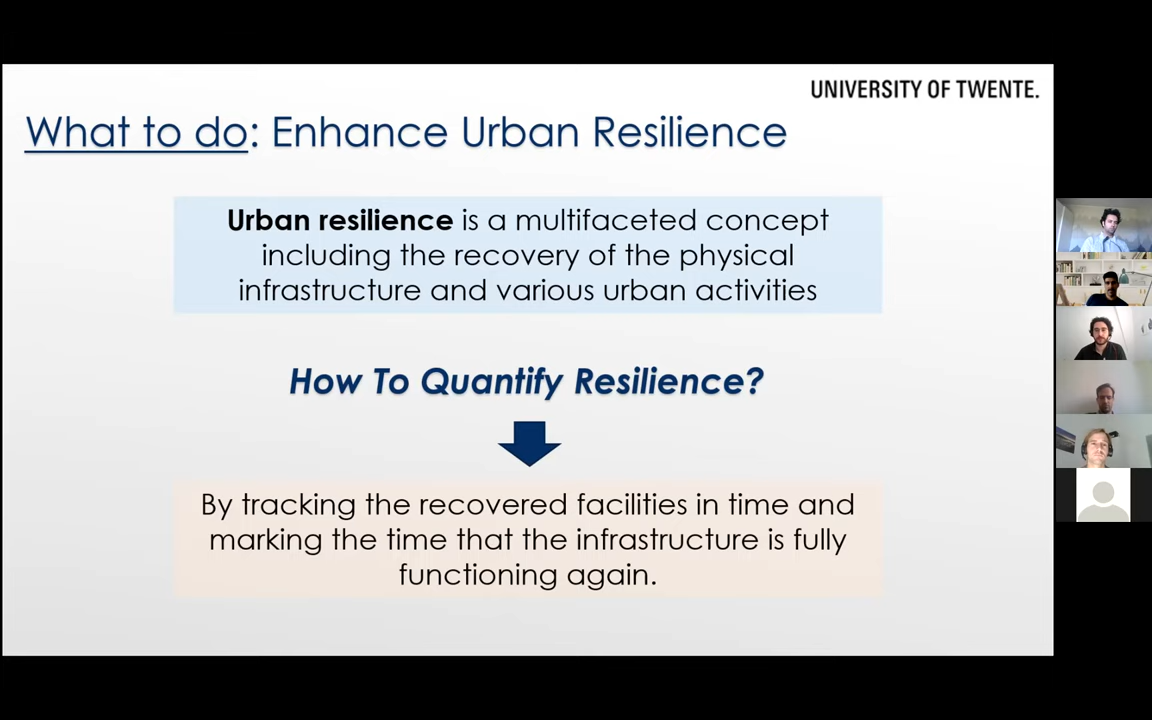 UNIVERSITY OF TWENTE.
What to do: Enhance Urban Resilience
Urban resilience is a multifaceted concept
including the recovery of the physical
infrastructure and various urban activities
How To Quantify Resilience?
By tracking the recovered facilities in time and
marking the time that the infrastructure is fully
functioning again.